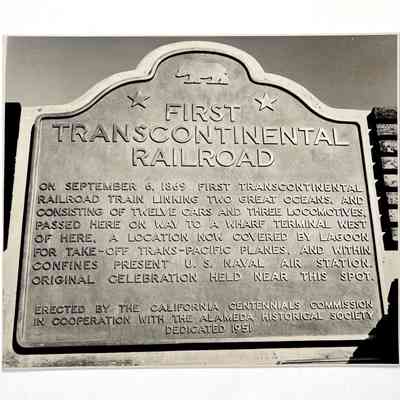 FIRST
TRANSCONTINENTAL
RAILROAD
ON SEPTEMBER 6, 1869 FIRST TRANSCONTINENTAL
RAILROAD TRAIN LINKING TWO GREAT OCEANS, AND
CONSISTING OF TWELVE CARS AND THREE LOCOMOTIVES,
PASSED HERE ON WAY TO A WHARF TERMINAL WEST
OF HERE, A LOCATION NOW COVERED BY LAGOON
FOR TAKE-OFF TRANS-PACIFIC PLANES, AND WITHIN
CONFINES PRESENT U.S. NAVAL AIR STATION.
ORIGINAL CELEBRATION HELD NEAR THIS SPOT.
ERECTED BY THE CALIFORNIA CENTENNIALS COMMISSION
IN COOPERATION WITH THE ALAMEDA HISTORICAL SOCIETY
DEDICATED 1951